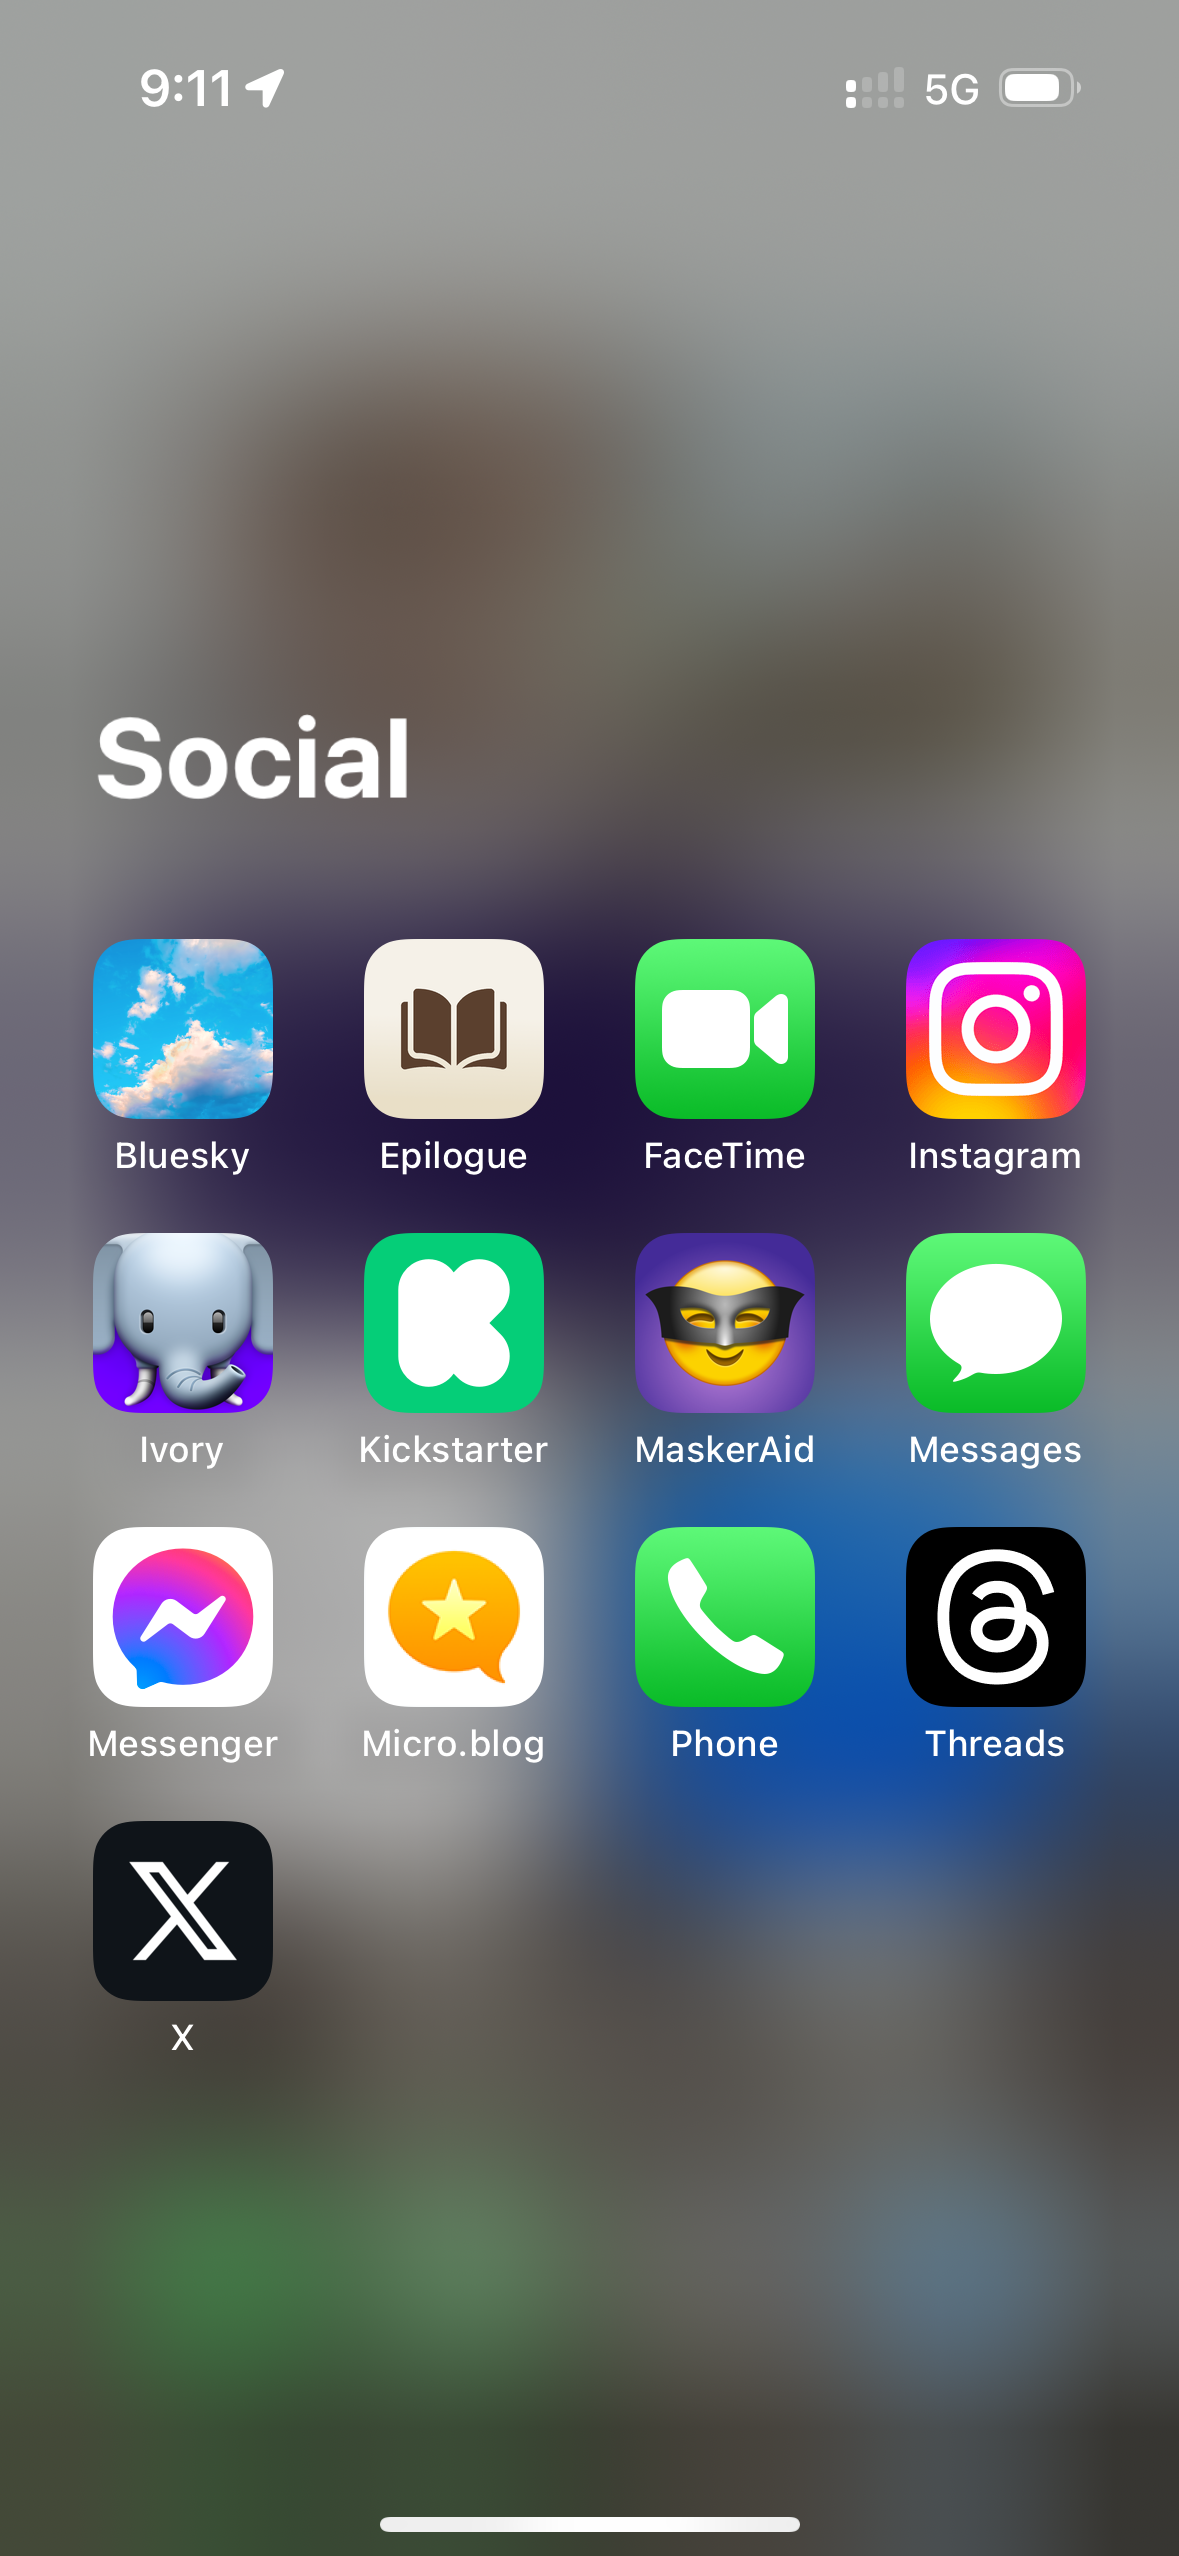 9:11 5G
Social
Bluesky Epilogue FaceTime Instagram
Ivory Kickstarter MaskerAid Messages
Messenger Micro.blog Phone Threads
X